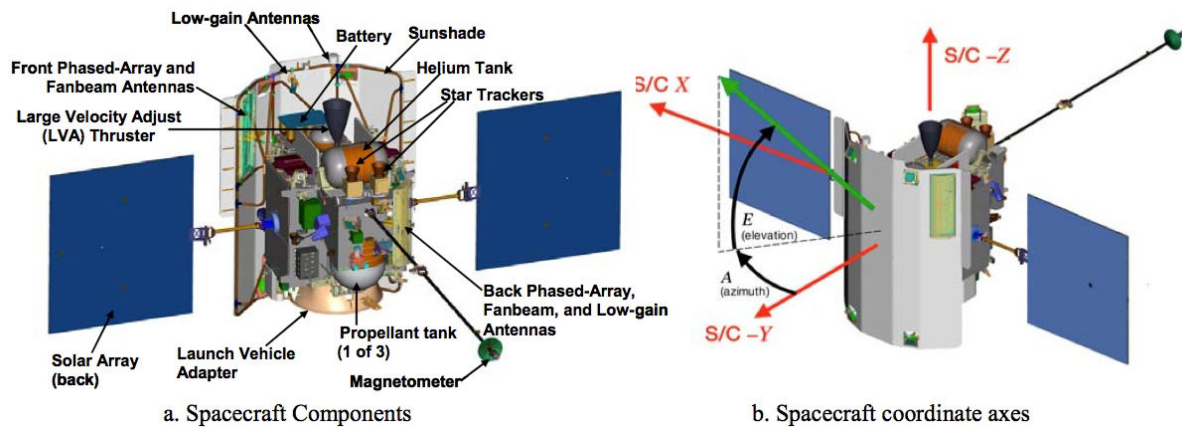 Low-gain Antennas
Battery
Sunshade
Front Phased-Array and
Fanbeam Antennas
Helium Tank
Star Trackers
Large Velocity Adjust
(LVA) Thruster
Solar Array
(back)
Launch Vehicle
Adapter
Propellant tank
(1 of 3)
Back Phased-Array,
Fanbeam, and Low-gain
Antennas
Magnetometer
a. Spacecraft Components
S/C –Z
S/C X
E
(elevation)
A
(azimuth)
S/C –Y
b. Spacecraft coordinate axes